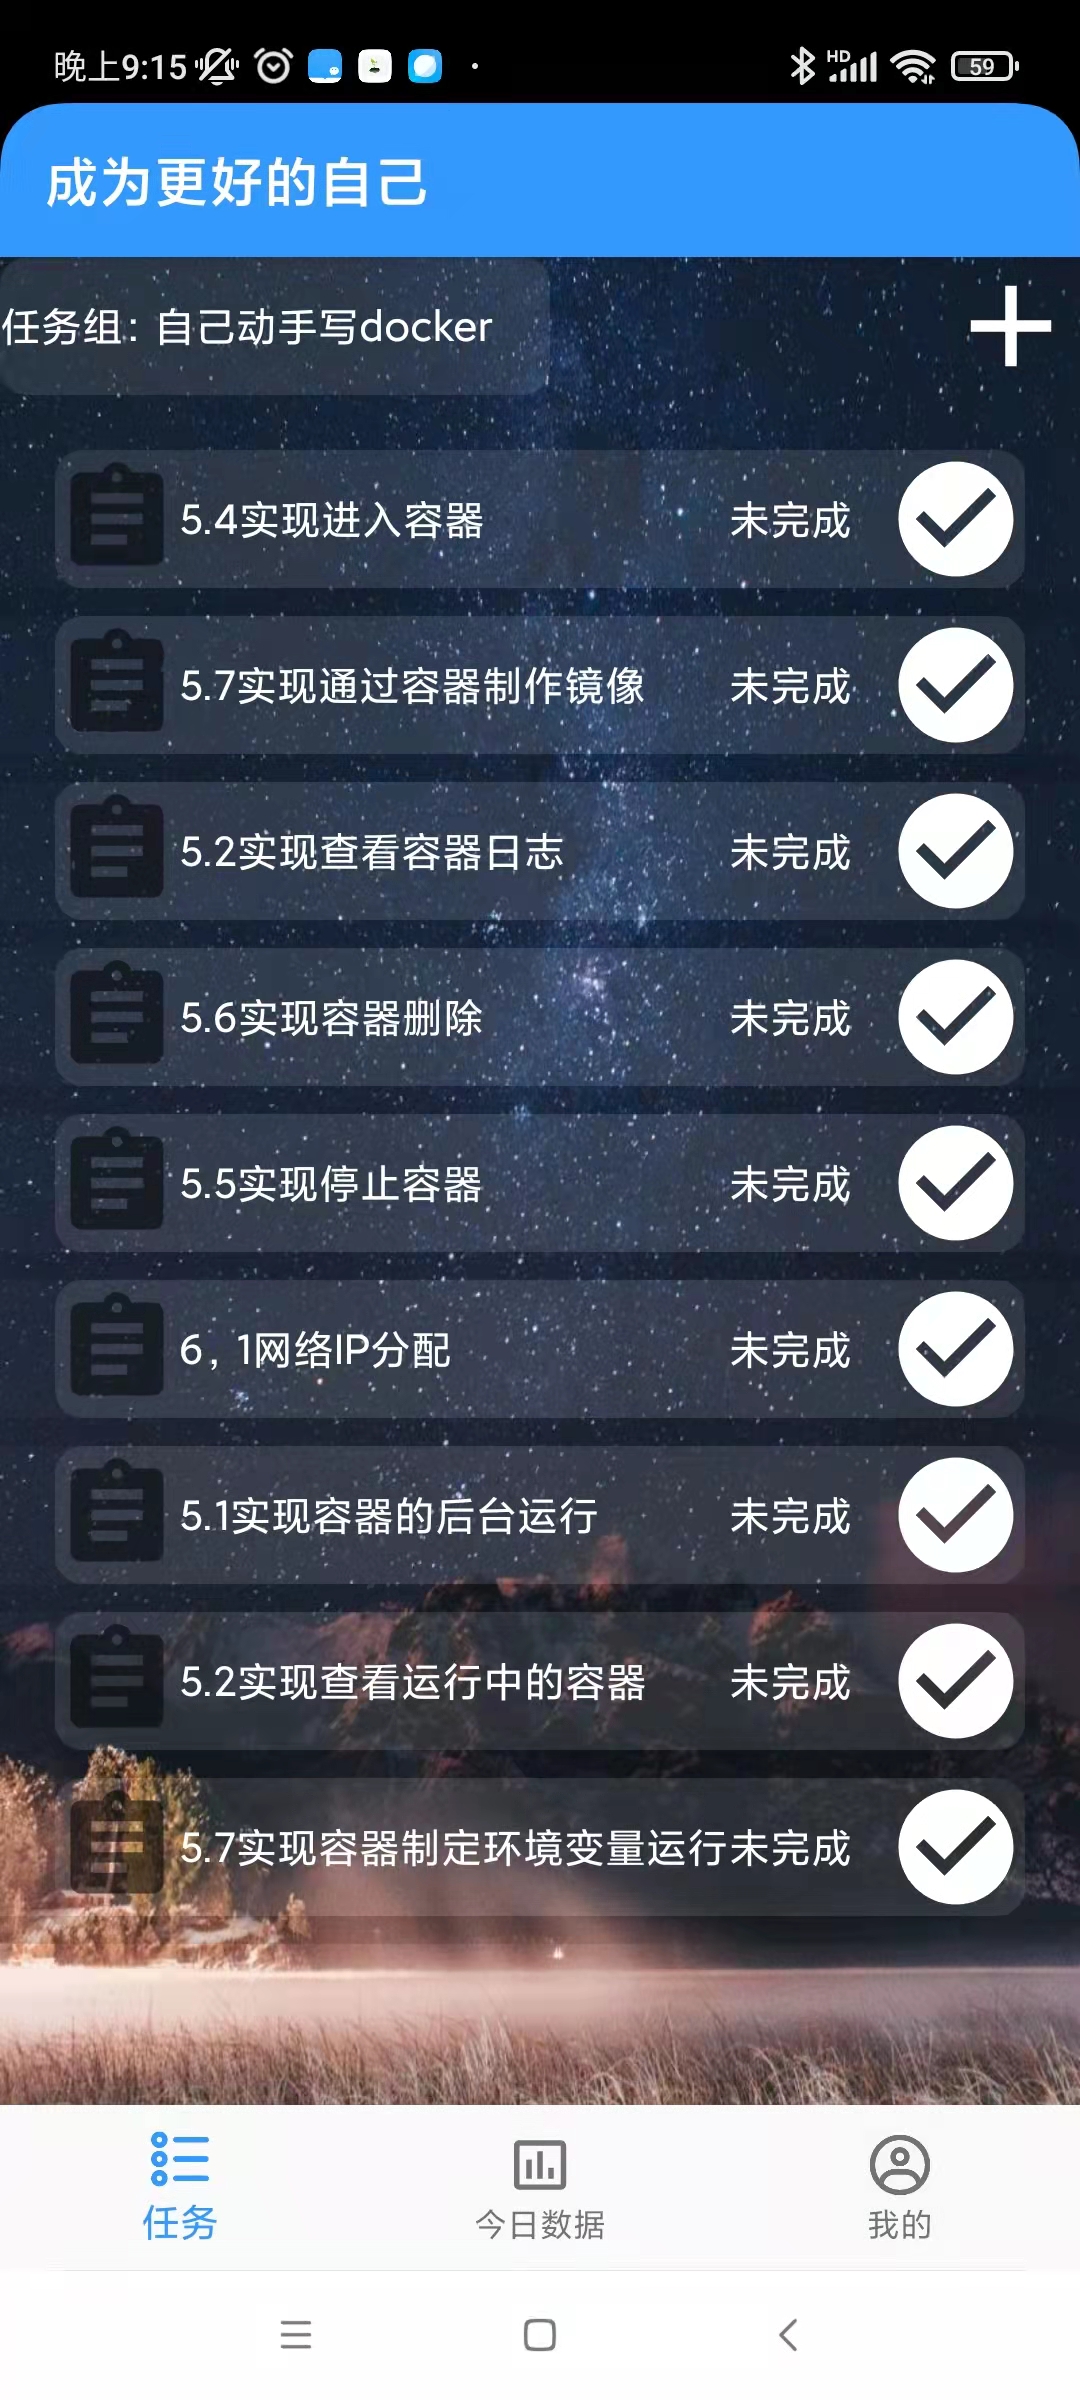 晚上9:15 HD 59
成为更好的自己
任务组: 自己动手写docker
5.4实现进入容器 未完成
5.7实现通过容器制作镜像 未完成
5.2实现查看容器日志 未完成
5.6实现容器删除 未完成
5.5实现停止容器 未完成
6，1网络IP分配 未完成
5.1实现容器的后台运行 未完成
5.2实现查看运行中的容器 未完成
5.7实现容器制定环境变量运行 未完成
任务 今日数据 我的